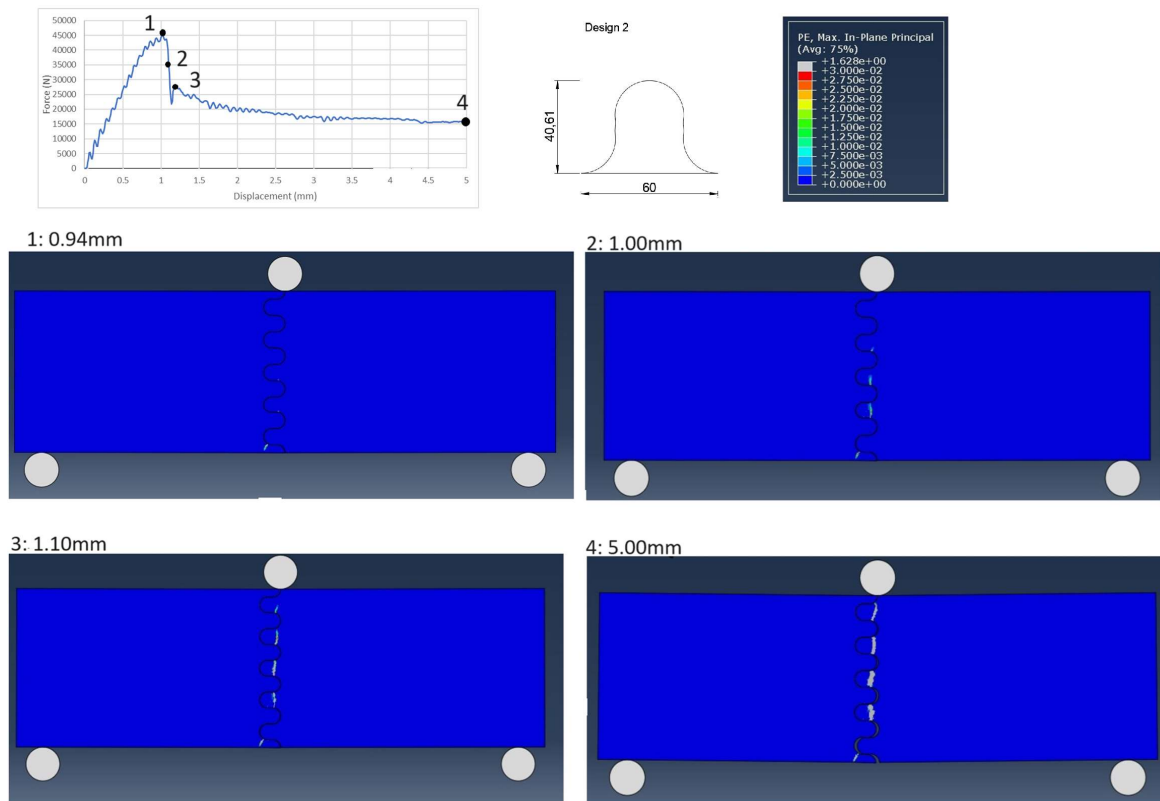 50000
45000
40000
35000
30000
25000
20000
15000
10000
5000
0
Force (N)
0 0.5 1 1.5 2 2.5 3 3.5 4 4.5 5
Displacement (mm)
1
2
3
4
Design 2
40,61
60
PE, Max. In-Plane Principal
(Avg: 75%)
+1.628e+00
+3.000e-02
+2.750e-02
+2.500e-02
+2.250e-02
+2.000e-02
+1.750e-02
+1.500e-02
+1.250e-02
+1.000e-02
+7.500e-03
+5.000e-03
+2.500e-03
+0.000e+00
1: 0.94mm
2: 1.00mm
3: 1.10mm
4: 5.00mm